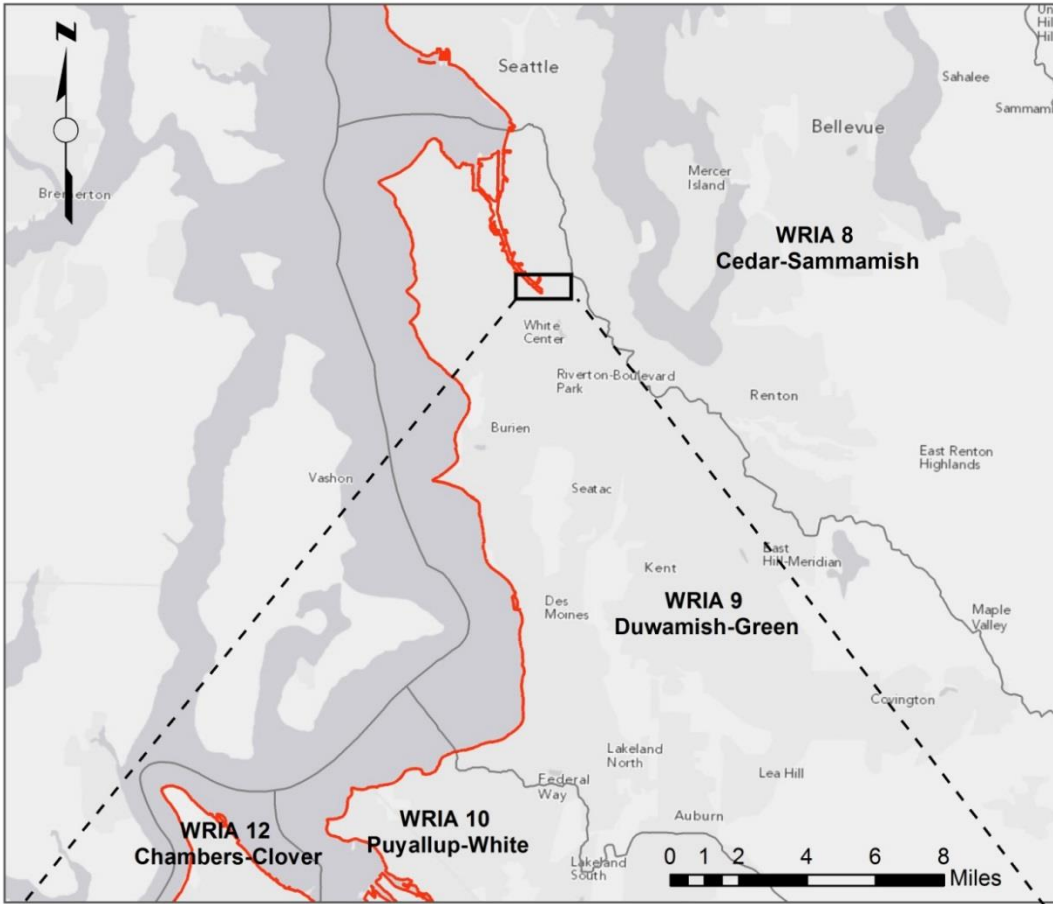 Un
Hil
Hil
N
Seattle
Sahalee
Sammam
Bellevue
Mercer
Island
Bremerton
WRIA 8
Cedar-Sammamish
White
Center
Riverton-Boulevard
Park
Renton
Burien
East Renton
Highlands
Vashon
Seatac
East
Hill-Meridian
Kent
Des
Moines
WRIA 9
Duwamish-Green
Maple
Valley
Covington
Lakeland
North
Lea Hill
Federal
Way
Auburn
WRIA 12
Chambers-Clover
WRIA 10
Puyallup-White
Lakeland
South
0 1 2 4 6 8
Miles